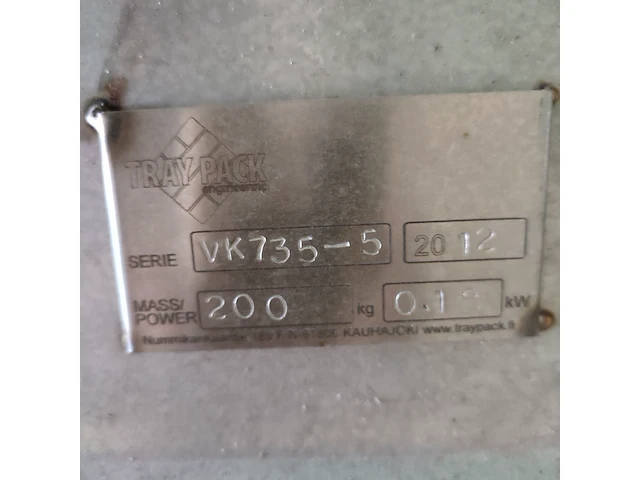 TRAY PACK
engineering
SERIE VK735-5 2012
MASS/
POWER 200 kg kW
KAUHAJOKI www.traypack.fi